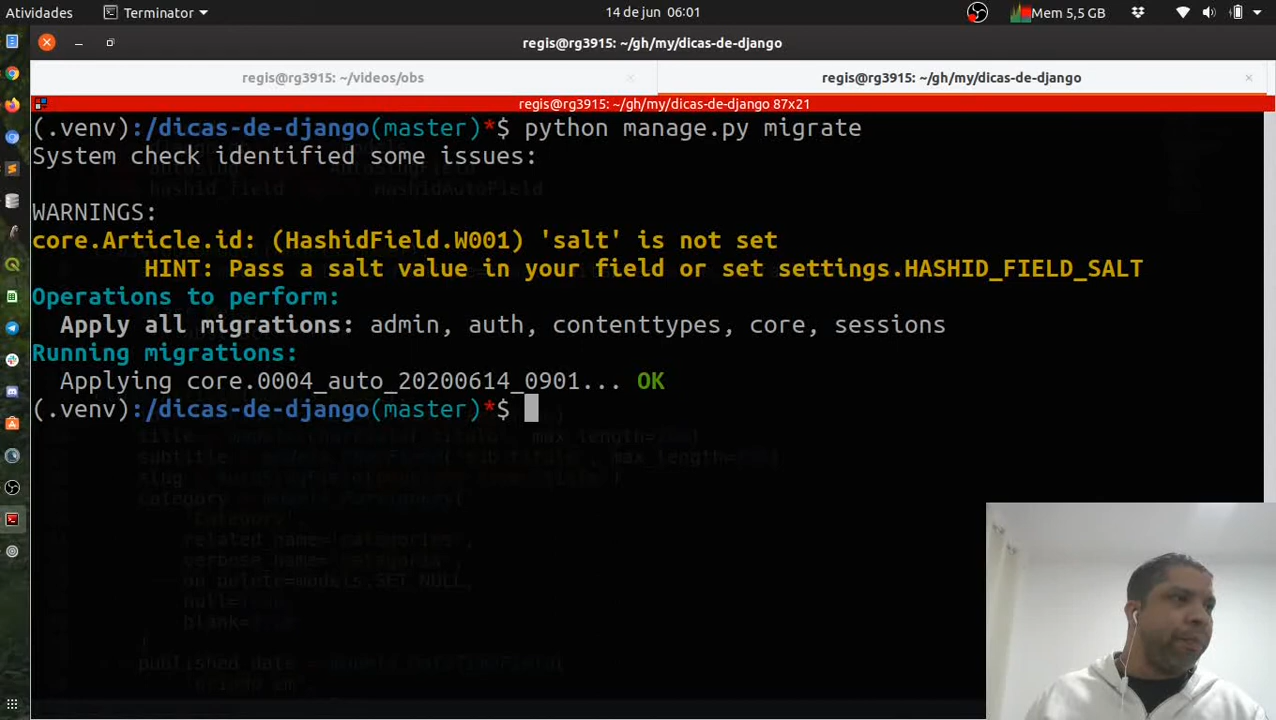 Atividades Terminator 14 de jun 06:01 Mem 5,5 GB
regis@rg3915: ~/gh/my/dicas-de-django
regis@rg3915: ~/videos/obs × regis@rg3915: ~/gh/my/dicas-de-django ×
regis@rg3915: ~/gh/my/dicas-de-django 87x21
(.venv):/dicas-de-django(master)*$ python manage.py migrate
System check identified some issues:
WARNINGS:
core.Article.id: (HashidField.W001) 'salt' is not set
HINT: Pass a salt value in your field or set settings.HASHID_FIELD_SALT
Operations to perform:
Apply all migrations: admin, auth, contenttypes, core, sessions
Running migrations:
Applying core.0004_auto_20200614_0901... OK
(.venv):/dicas-de-django(master)*$